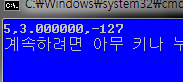 C:\Windows\system32\cmd
5,3.000000,-127
계속하려면 아무 키나 누